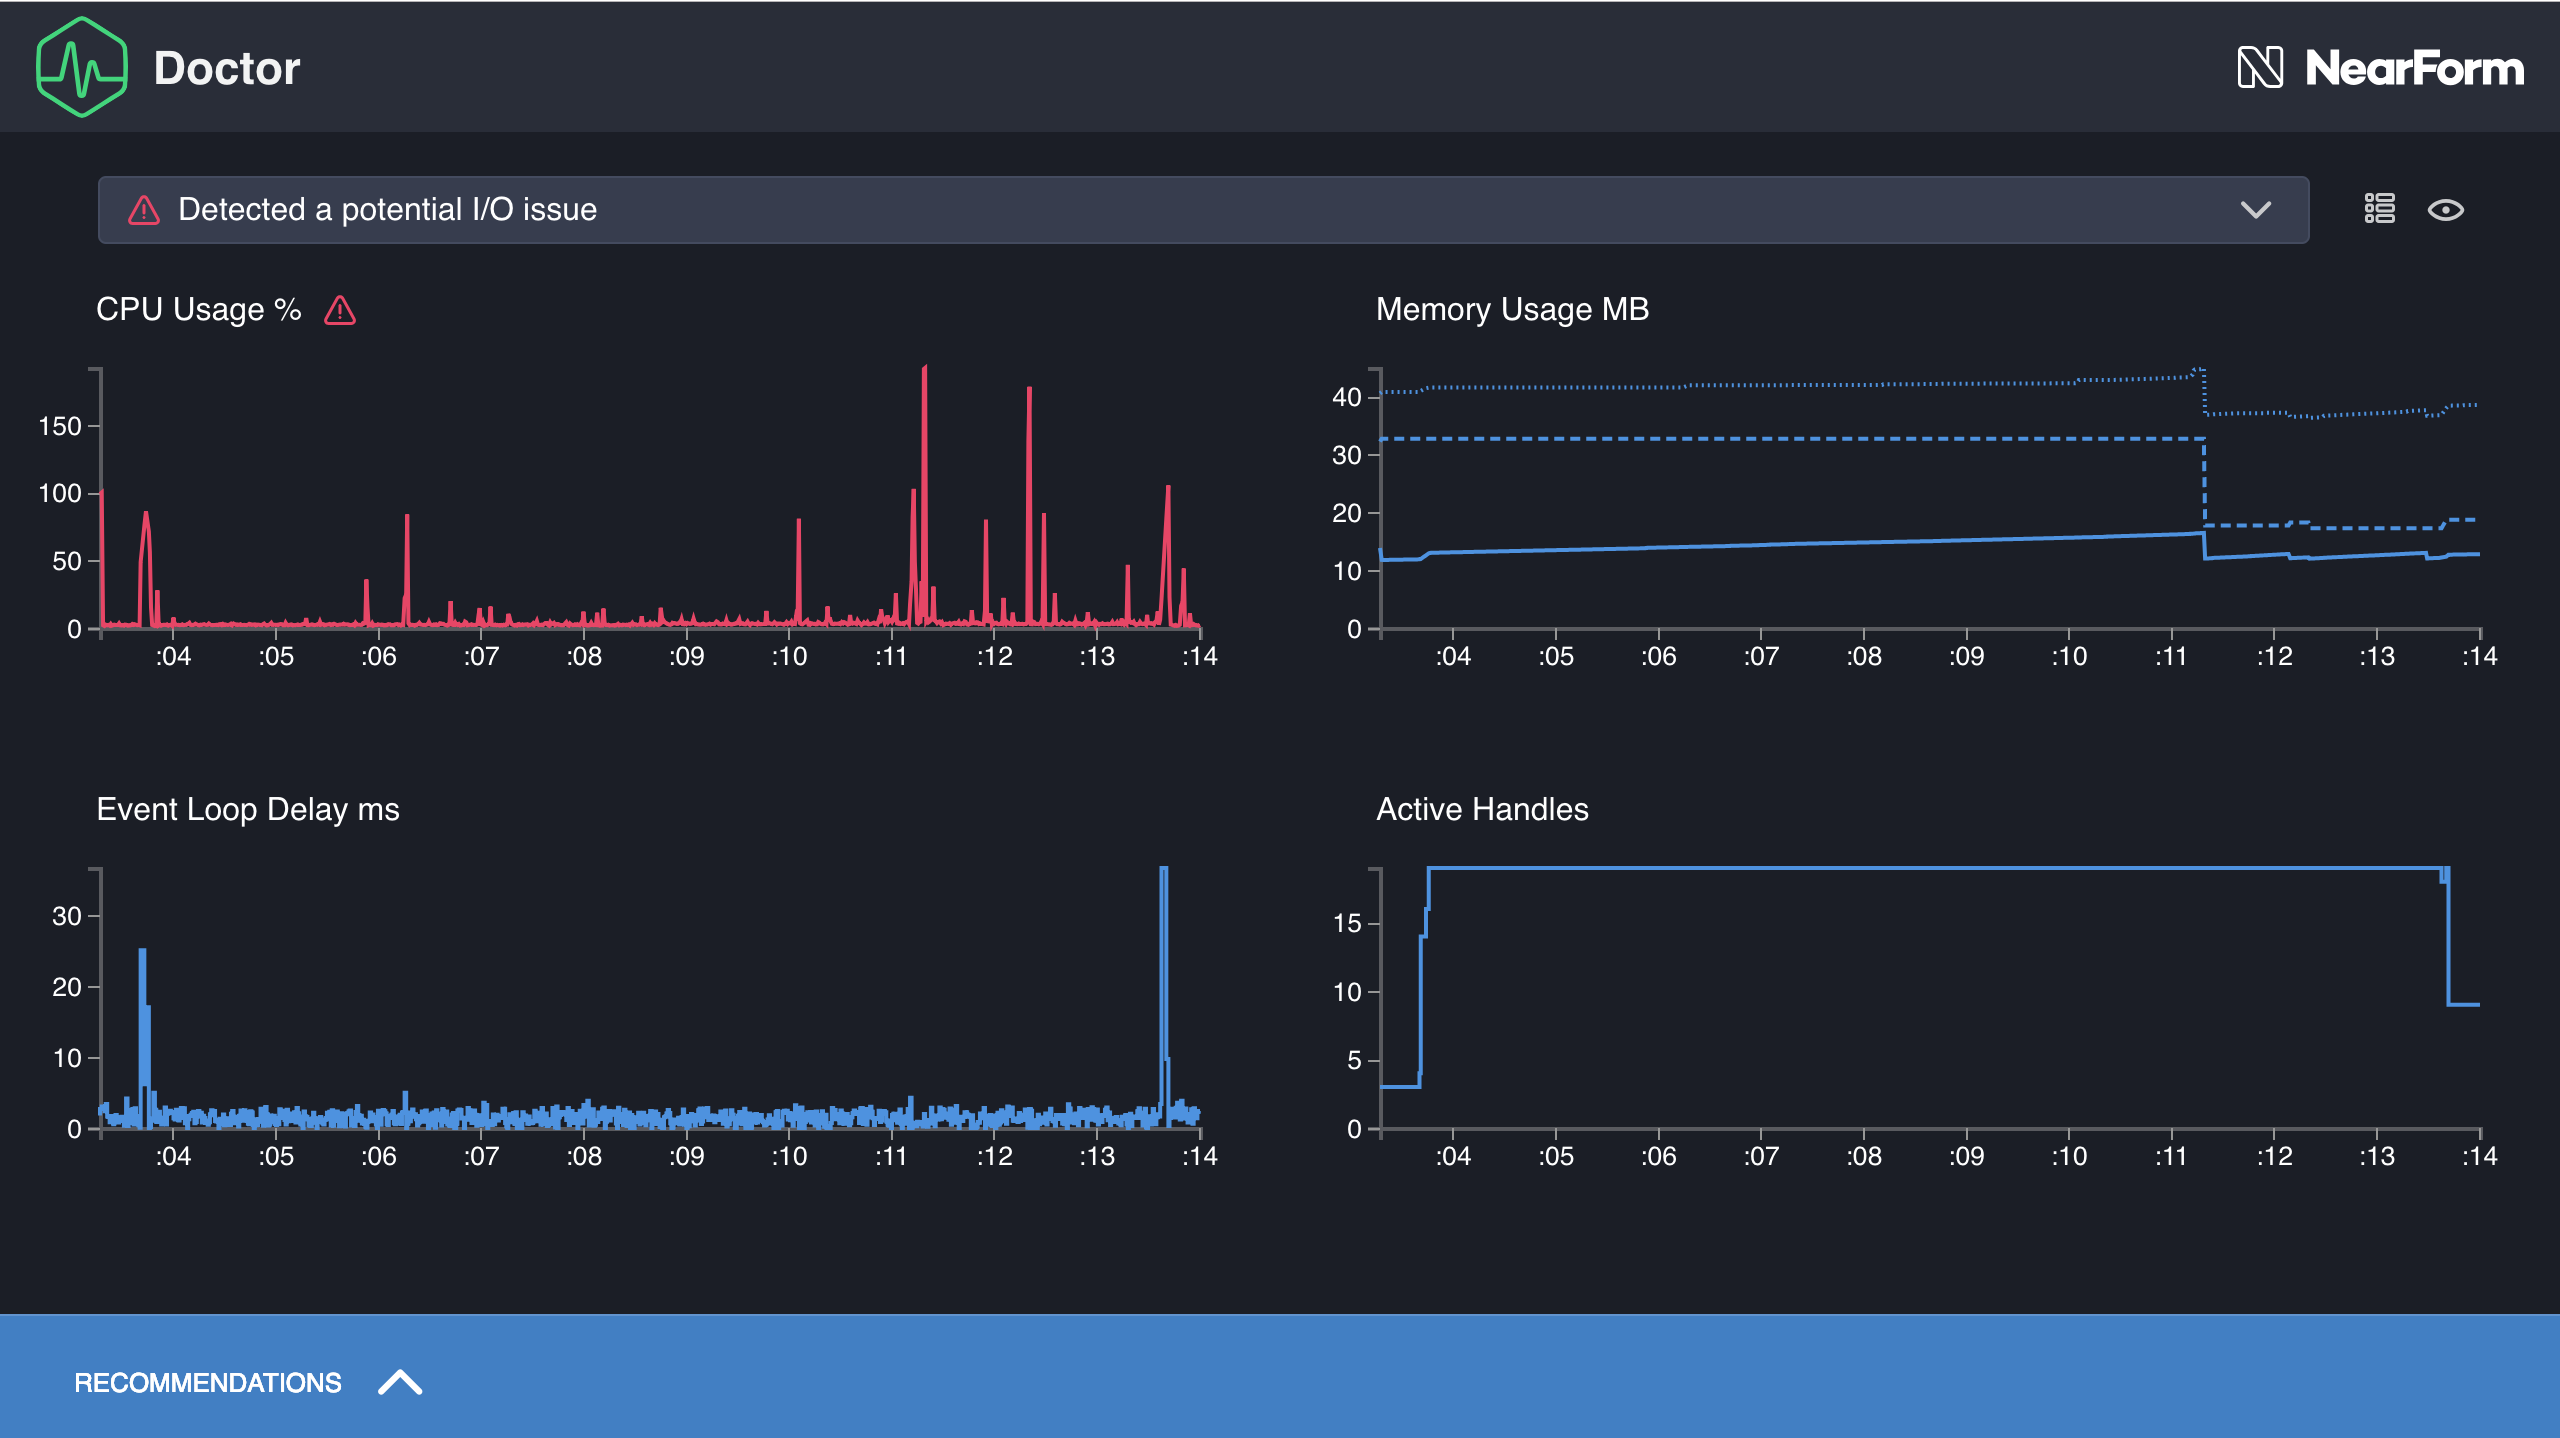 Doctor
NearForm
Detected a potential I/O issue
CPU Usage %
150
100
50
0
:04 :05 :06 :07 :08 :09 :10 :11 :12 :13 :14
Memory Usage MB
40
30
20
10
0
:04 :05 :06 :07 :08 :09 :10 :11 :12 :13 :14
Event Loop Delay ms
30
20
10
0
:04 :05 :06 :07 :08 :09 :10 :11 :12 :13 :14
Active Handles
15
10
5
0
:04 :05 :06 :07 :08 :09 :10 :11 :12 :13 :14
RECOMMENDATIONS